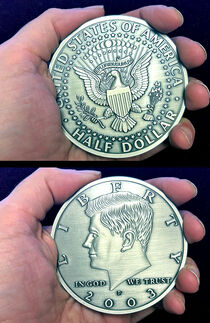 UNITED STATES OF AMERICA
HALF DOLLAR
LIBERTY
IN GOD WE TRUST
P
2003